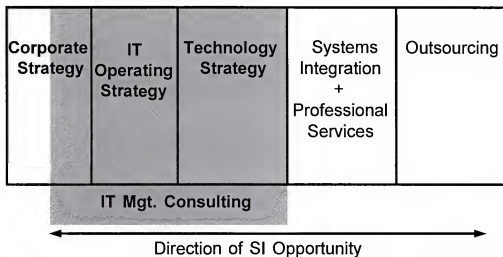 Corporate
Strategy
IT
Operating
Strategy
Technology
Strategy
Systems
Integration
+
Professional
Services
Outsourcing
IT Mgt. Consulting
Direction of SI Opportunity